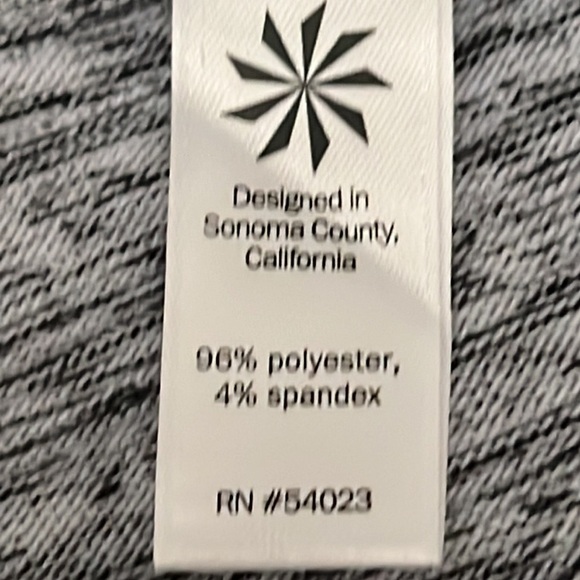 Designed in
Sonoma County,
California
96% polyester,
4% spandex
RN #54023